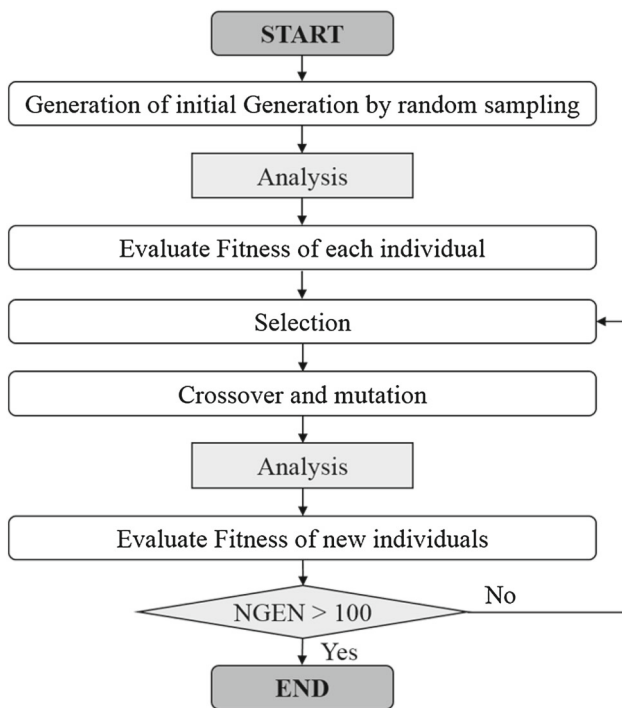 START
Generation of initial Generation by random sampling
Analysis
Evaluate Fitness of each individual
Selection
Crossover and mutation
Analysis
Evaluate Fitness of new individuals
NGEN > 100
No
Yes
END